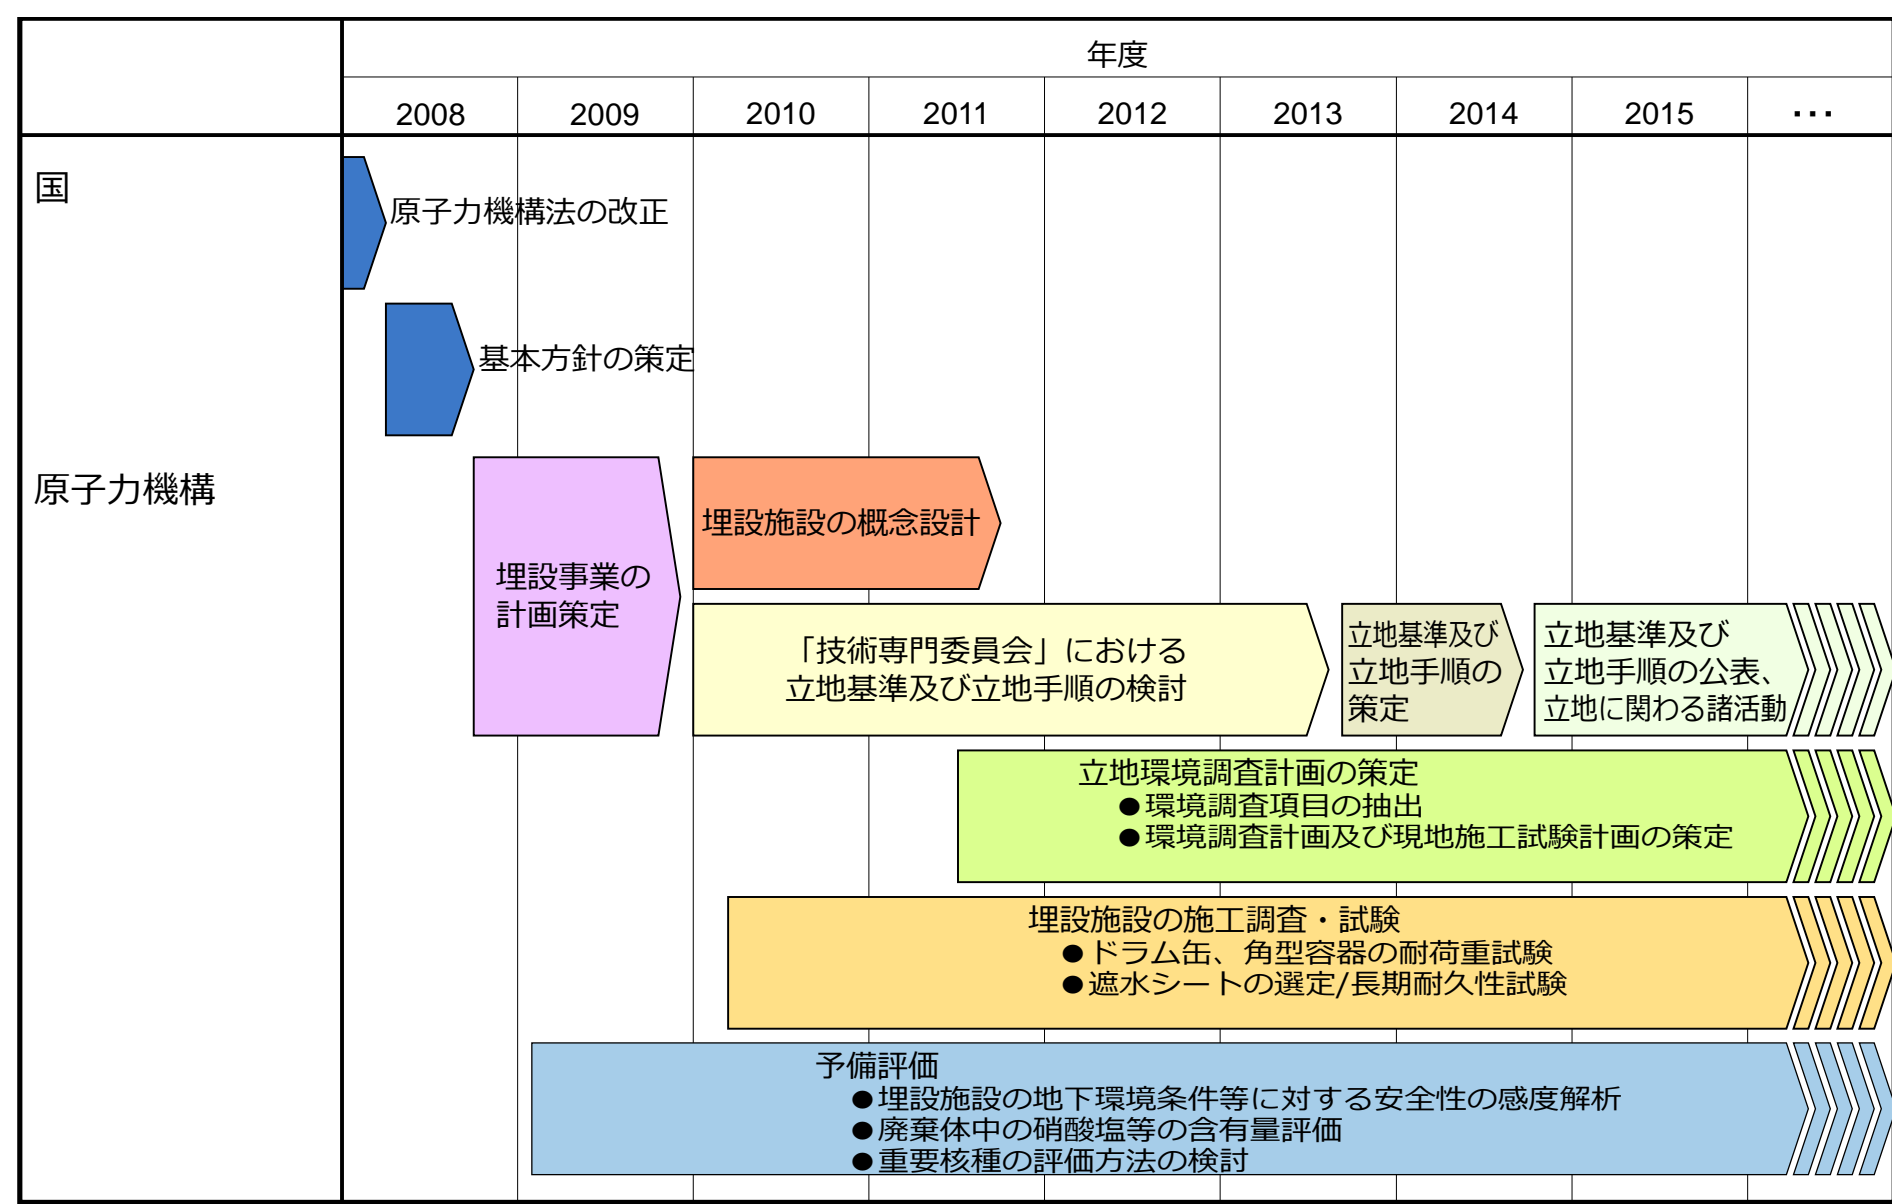 年度
2008 2009 2010 2011 2012 2013 2014 2015 ･･･
国
原子力機構法の改正
基本方針の策定
原子力機構
埋設事業の
計画策定
埋設施設の概念設計
「技術専門委員会」における
立地基準及び立地手順の検討
立地基準及び
立地手順の
策定
立地基準及び
立地手順の公表、
立地に関わる諸活動
立地環境調査計画の策定
●環境調査項目の抽出
●環境調査計画及び現地施工試験計画の策定
埋設施設の施工調査・試験
●ドラム缶、角型容器の耐荷重試験
●遮水シートの選定/長期耐久性試験
予備評価
●埋設施設の地下環境条件等に対する安全性の感度解析
●廃棄体中の硝酸塩等の含有量評価
●重要核種の評価方法の検討